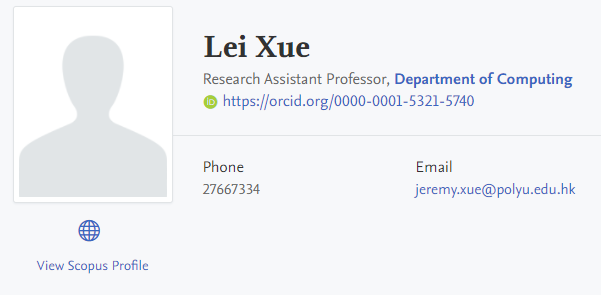 Lei Xue
Research Assistant Professor, Department of Computing
iD https://orcid.org/0000-0001-5321-5740
Phone
27667334
Email
jeremy.xue@polyu.edu.hk
View Scopus Profile